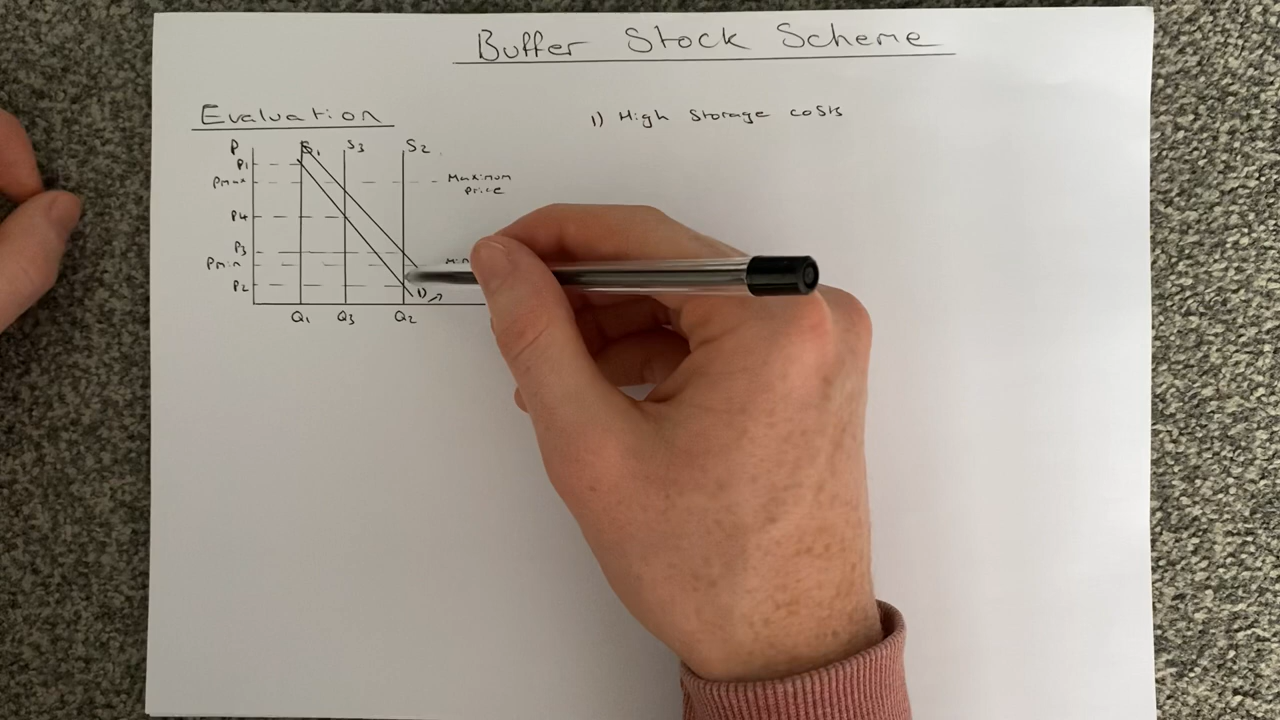 Buffer Stock Scheme
Evaluation
1) High Storage costs
P
S1
S3
S2
P1
Pmax
Maximum
Price
P4
P3
Pmin
P2
D
Q1
Q3
Q2